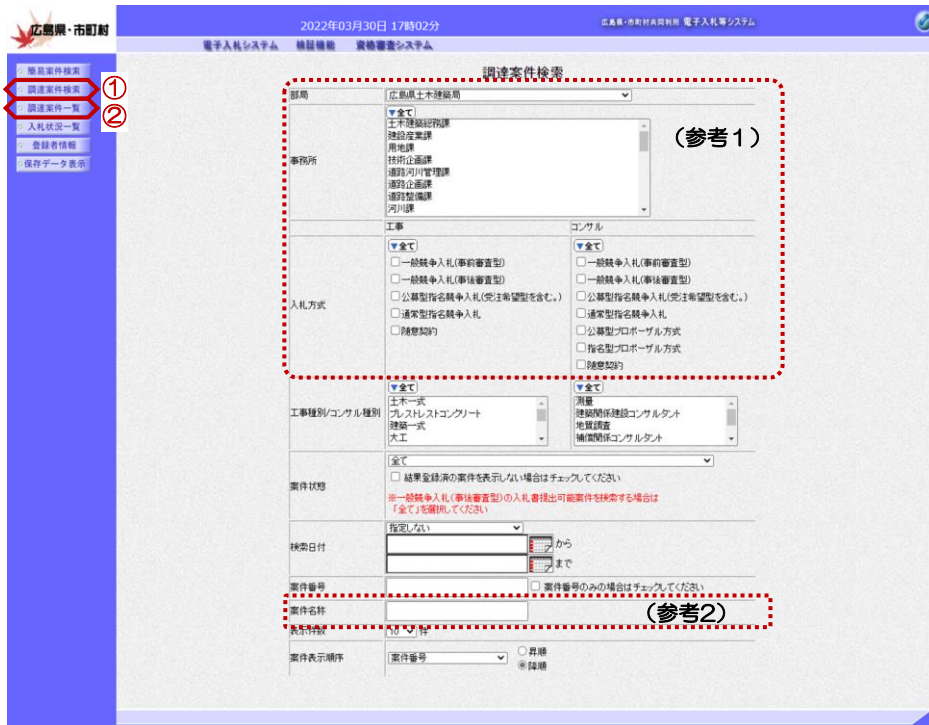 広島県・市町村
2022年03月30日 17時02分
広島県・市町村共同利用 電子入札等システム
電子入札システム 検証機能 資格審査システム
簡易案件検索
調達案件検索
①
調達案件一覧
②
入札状況一覧
登録者情報
保存データ表示
調達案件検索
部局
広島県土木建築局
事務所
▼全て
土木建築総務課
建設産業課
用地課
技術企画課
道路河川管理課
道路企画課
道路整備課
河川課
(参考1)
入札方式
工事
コンサル
▼全て
▼全て
一般競争入札(事前審査型)
一般競争入札(事前審査型)
一般競争入札(事後審査型)
一般競争入札(事後審査型)
公募型指名競争入札(受注希望型を含む。)
公募型指名競争入札(受注希望型を含む。)
通常型指名競争入札
通常型指名競争入札
随意契約
公募型プロポーザル方式
指名型プロポーザル方式
随意契約
工事種別/コンサル種別
▼全て
▼全て
土木一式
測量
プレストレストコンクリート
建築関係建設コンサルタント
建築一式
地質調査
大工
補償関係コンサルタント
案件状態
全て
結果登録済の案件を表示しない場合はチェックしてください
※一般競争入札(事後審査型)の入札書提出可能案件を検索する場合は
「全て」を選択してください
検索日付
指定しない
から
まで
案件番号
案件番号のみの場合はチェックしてください
案件名称
(参考2)
表示件数
10 件
案件表示順序
案件番号
昇順
降順